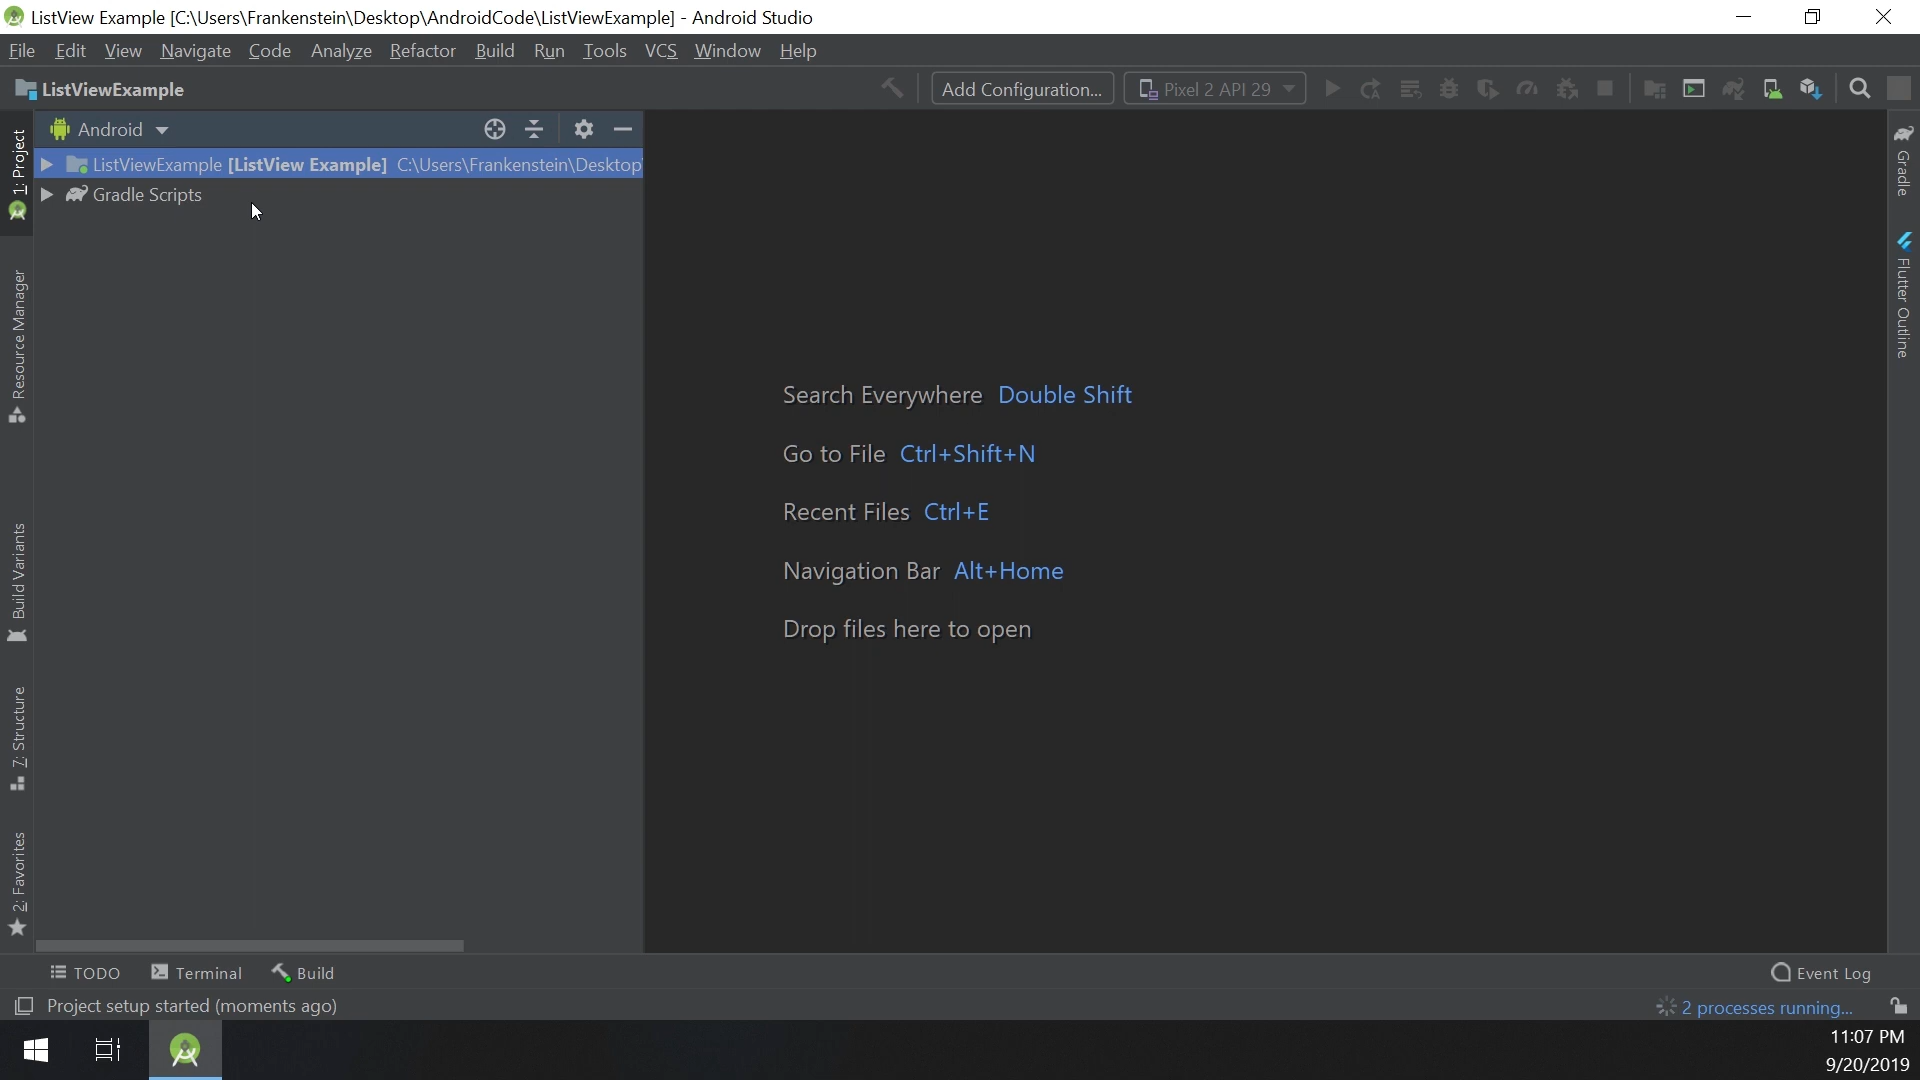 ListView Example [C:\Users\Frankenstein\Desktop\AndroidCode\ListViewExample] - Android Studio
File Edit View Navigate Code Analyze Refactor Build Run Tools VCS Window Help
ListViewExample
Add Configuration...
Pixel 2 API 29
Android
ListViewExample [ListView Example] C:\Users\Frankenstein\Desktop
Gradle Scripts
1: Project
Resource Manager
Build Variants
7: Structure
2: Favorites
Search Everywhere Double Shift
Go to File Ctrl+Shift+N
Recent Files Ctrl+E
Navigation Bar Alt+Home
Drop files here to open
Gradle
Flutter Outline
TODO Terminal Build Event Log
Project setup started (moments ago)
2 processes running...
11:07 PM
9/20/2019